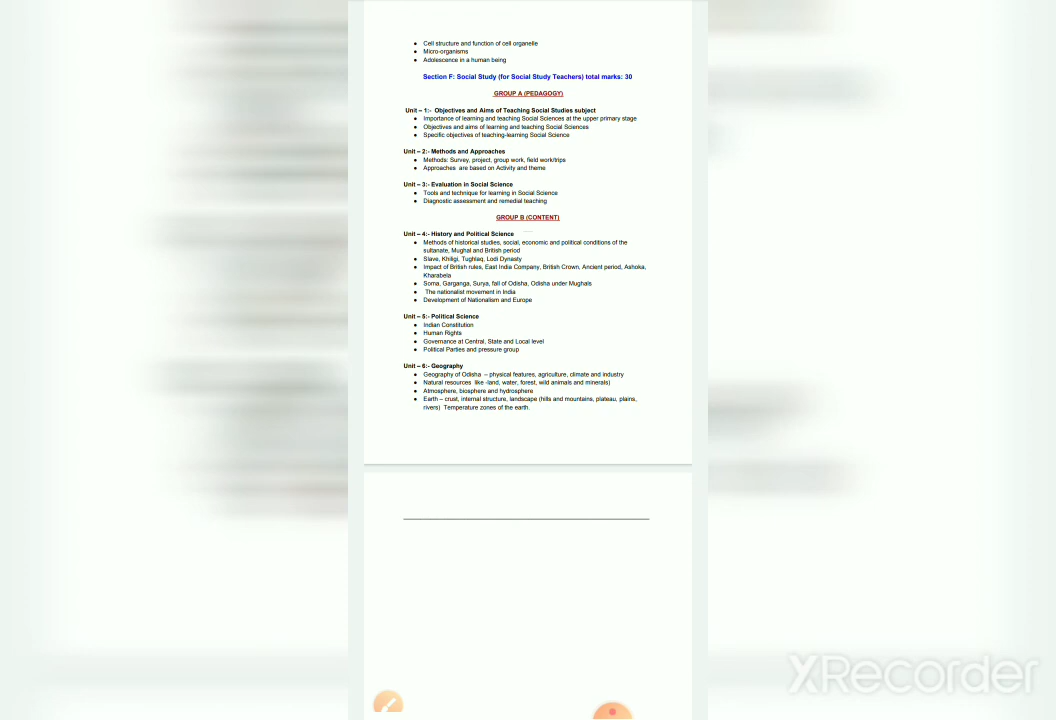 ● Cell structure and function of cell organelle
● Micro-organisms
● Adolescence in a human being
Section F: Social Study (for Social Study Teachers) total marks: 30
GROUP A (PEDAGOGY)
Unit – 1:- Objectives and Aims of Teaching Social Studies subject
● Importance of learning and teaching Social Sciences at the upper primary stage
● Objectives and aims of learning and teaching Social Sciences
● Specific objectives of teaching-learning Social Science
Unit – 2:- Methods and Approaches
● Methods: Survey, project, group work, field work/trips
● Approaches are based on Activity and theme
Unit – 3:- Evaluation in Social Science
● Tools and technique for learning in Social Science
● Diagnostic assessment and remedial teaching
GROUP B (CONTENT)
Unit – 4:- History and Political Science
● Methods of historical studies, social, economic and political conditions of the
sultanate, Mughal and British period
● Slave, Khiligi, Tughlaq, Lodi Dynasty
● Impact of British rules, East India Company, British Crown, Ancient period, Ashoka,
Kharabela
● Soma, Garganga, Surya, fall of Odisha, Odisha under Mughals
● The nationalist movement in India
● Development of Nationalism and Europe
Unit – 5:- Political Science
● Indian Constitution
● Human Rights
● Governance at Central, State and Local level
● Political Parties and pressure group
Unit – 6:- Geography
● Geography of Odisha – physical features, agriculture, climate and industry
● Natural resources like -land, water, forest, wild animals and minerals)
● Atmosphere, biosphere and hydrosphere
● Earth – crust, internal structure, landscape (hills and mountains, plateau, plains,
rivers) Temperature zones of the earth.
XRecorder